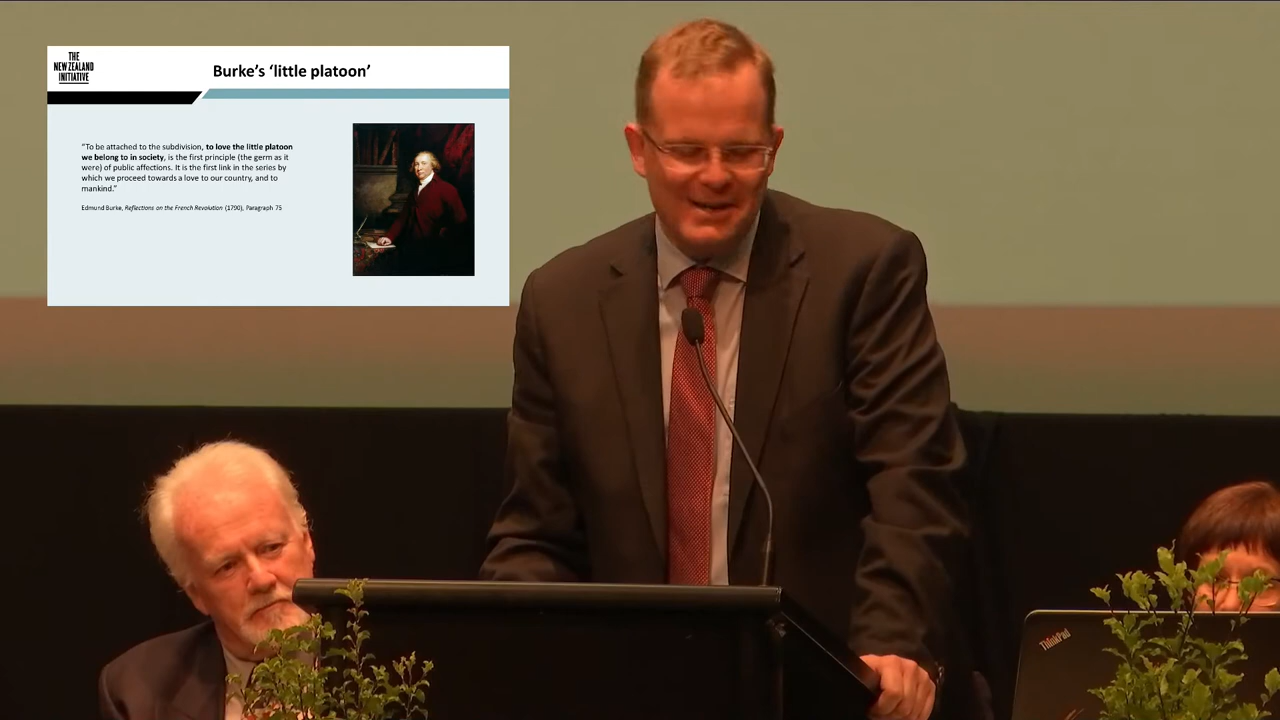 THE
NEW ZEALAND
INITIATIVE
Burke's 'little platoon'
"To be attached to the subdivision, to love the little platoon
we belong to in society, is the first principle (the germ as it
were) of public affections. It is the first link in the series by
which we proceed towards a love to our country, and to
mankind."
Edmund Burke, Reflections on the French Revolution (1790), Paragraph 75
ThinkPad